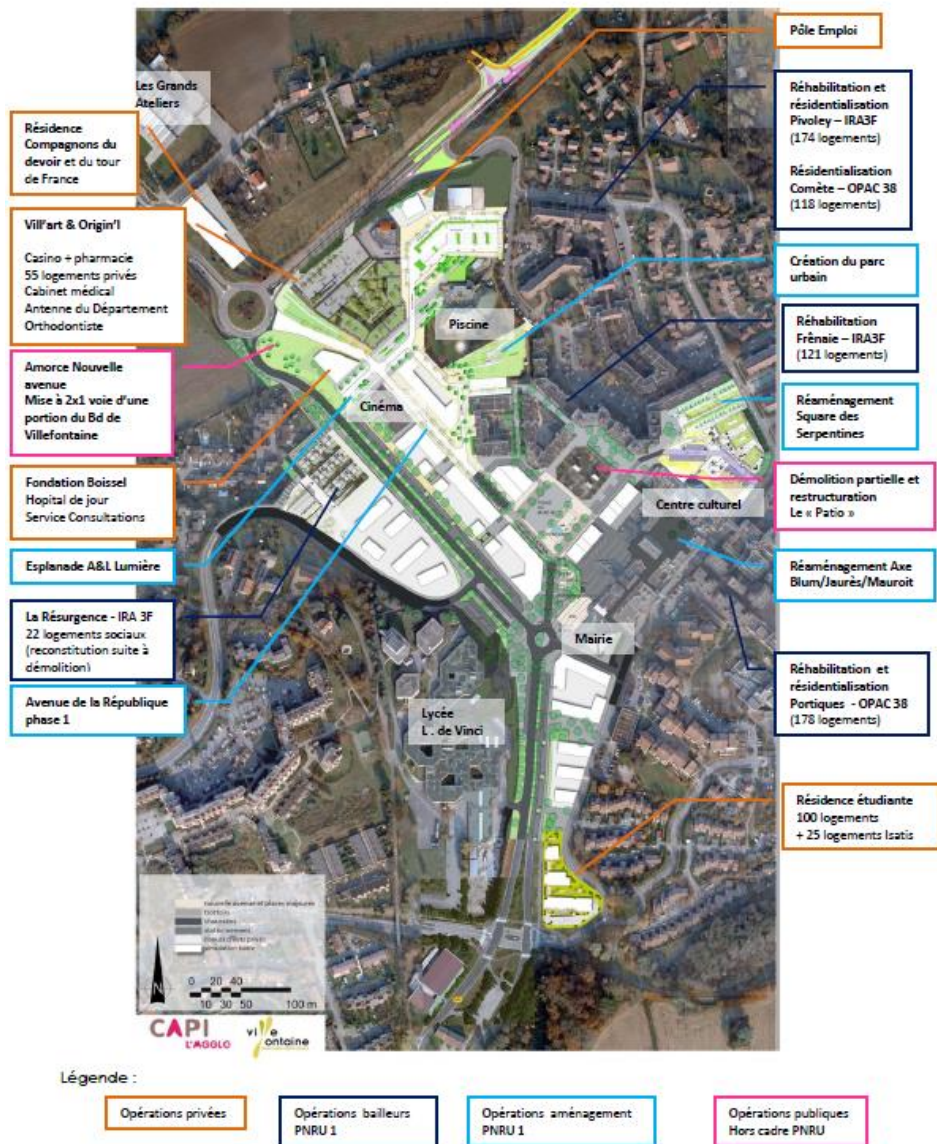 Pôle Emploi
Les Grands
Ateliers
Réhabilitation et
résidentialisation
Pivoley – IRA3F
(174 logements)
Résidentialisation
Comète – OPAC 38
(118 logements)
Résidence
Compagnons du
devoir et du tour
de France
Vill'art & Origin'l
Casino + pharmacie
55 logements privés
Cabinet médical
Antenne du Département
Orthodontiste
Création du parc
urbain
Piscine
Réhabilitation
Frênaie – IRA3F
(121 logements)
Amorce Nouvelle
avenue
Mise à 2x1 voie d'une
portion du Bd de
Villefontaine
Cinéma
Réaménagement
Square des
Serpentines
Fondation Boissel
Hopital de jour
Service Consultations
Démolition partielle et
restructuration
Le « Patio »
Centre culturel
Esplanade A&L Lumière
Réaménagement Axe
Blum/Jaurès/Mauroit
La Résurgence - IRA 3F
22 logements sociaux
(reconstitution suite à
démolition)
Mairie
Réhabilitation et
résidentialisation
Portiques - OPAC 38
(178 logements)
Avenue de la République
phase 1
Lycée
L . de Vinci
Résidence étudiante
100 logements
+ 25 logements Isatis
nouvelle avenue et places majeures
N
0 20 40
10 30 50 100 m
CAPI
L'AGGLO
ville
fontaine
Légende :
Opérations privées
Opérations bailleurs
PNRU 1
Opérations aménagement
PNRU 1
Opérations publiques
Hors cadre PNRU